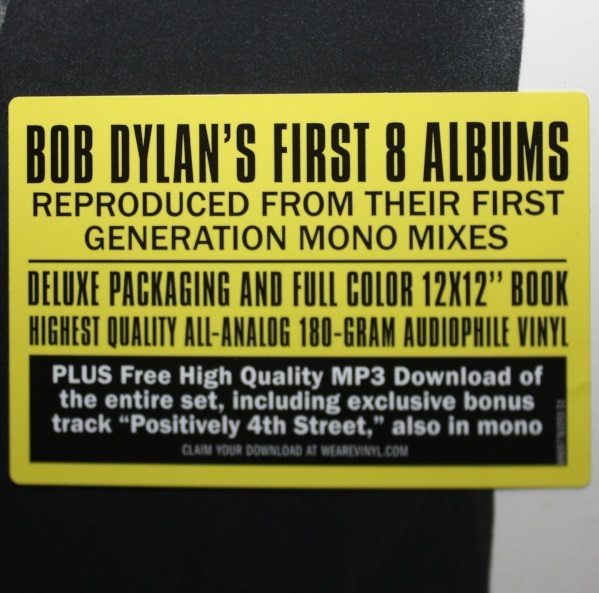 BOB DYLAN'S FIRST 8 ALBUMS
REPRODUCED FROM THEIR FIRST
GENERATION MONO MIXES
DELUXE PACKAGING AND FULL COLOR 12X12" BOOK
HIGHEST QUALITY ALL-ANALOG 180-GRAM AUDIOPHILE VINYL
PLUS Free High Quality MP3 Download of
the entire set, including exclusive bonus
track “Positively 4th Street,” also in mono
CLAIM YOUR DOWNLOAD AT WEAREVINYL.COM